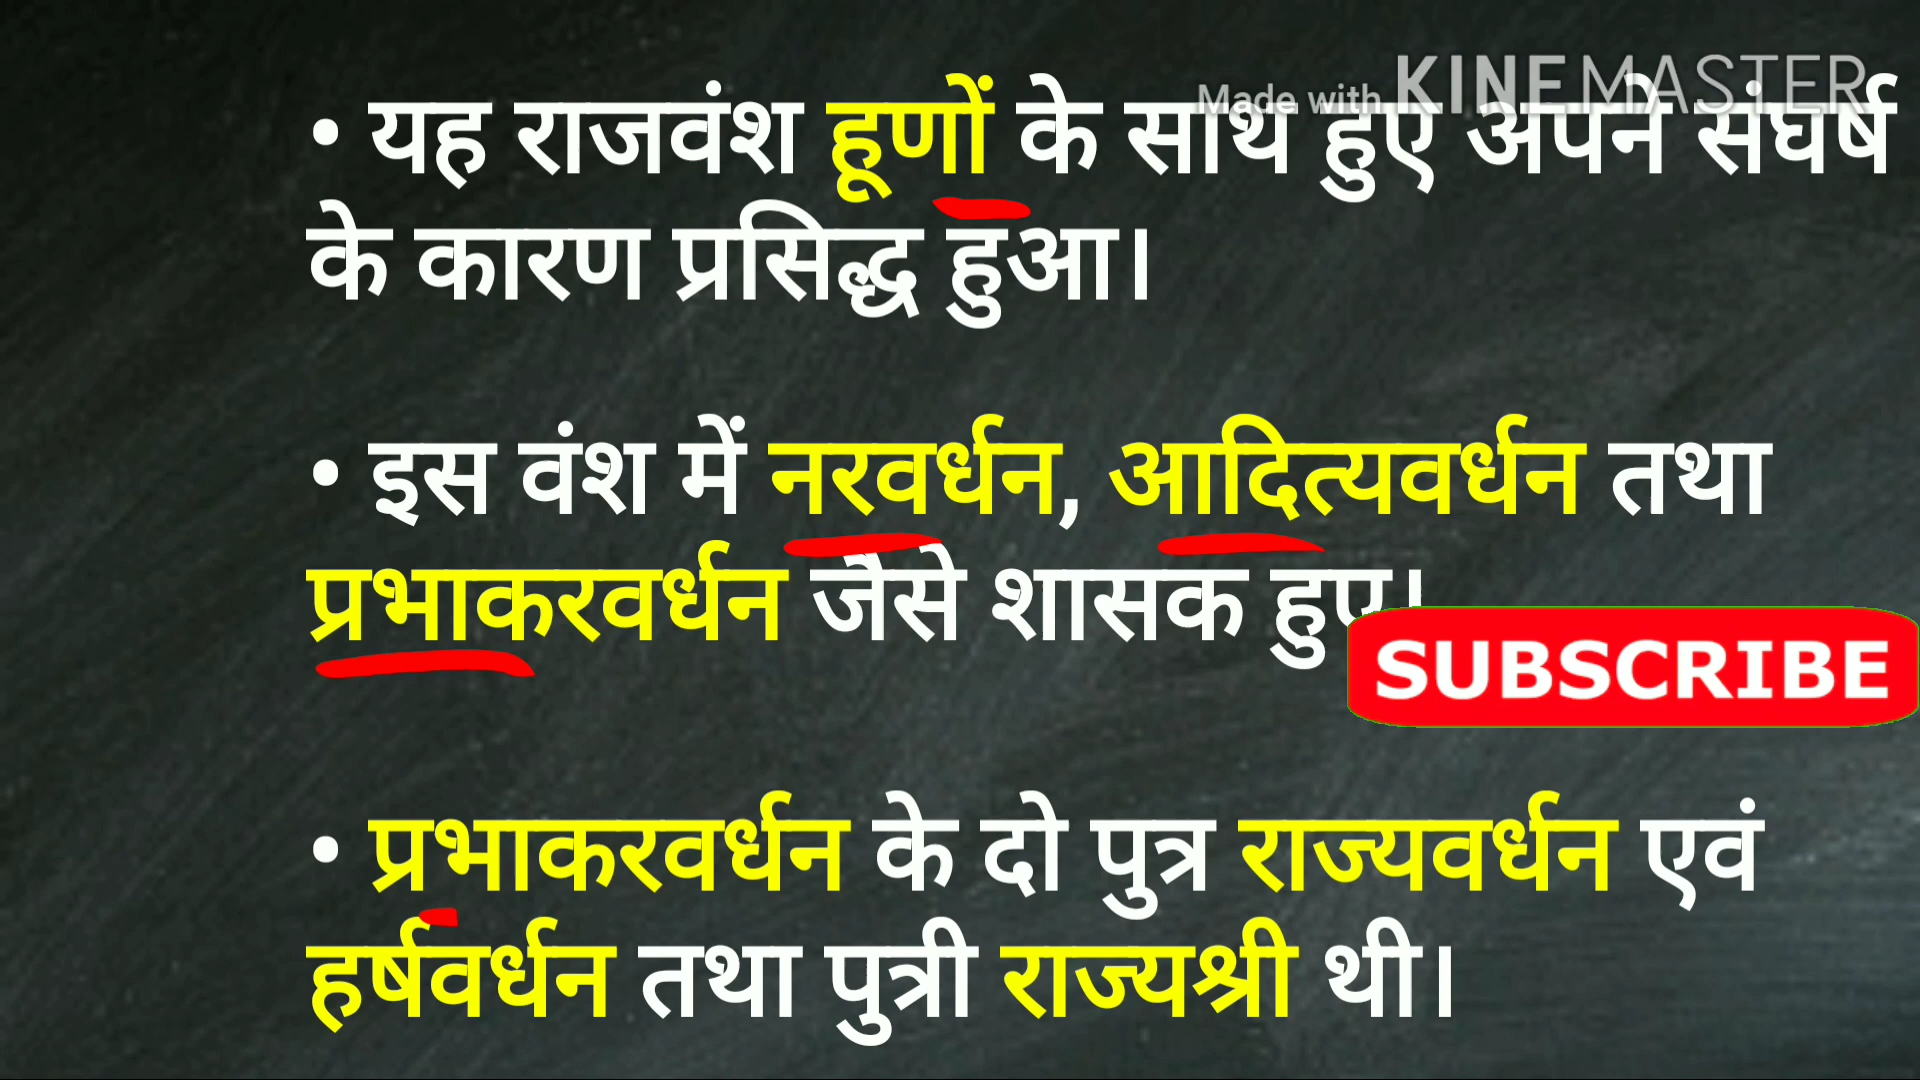 Made with KINEMASTER
• यह राजवंश हूणों के साथ हुए अपने संघर्ष
के कारण प्रसिद्ध हुआ।
• इस वंश में नरवर्धन, आदित्यवर्धन तथा
प्रभाकरवर्धन जैसे शासक हुए।
SUBSCRIBE
• प्रभाकरवर्धन के दो पुत्र राज्यवर्धन एवं
हर्षवर्धन तथा पुत्री राज्यश्री थी।